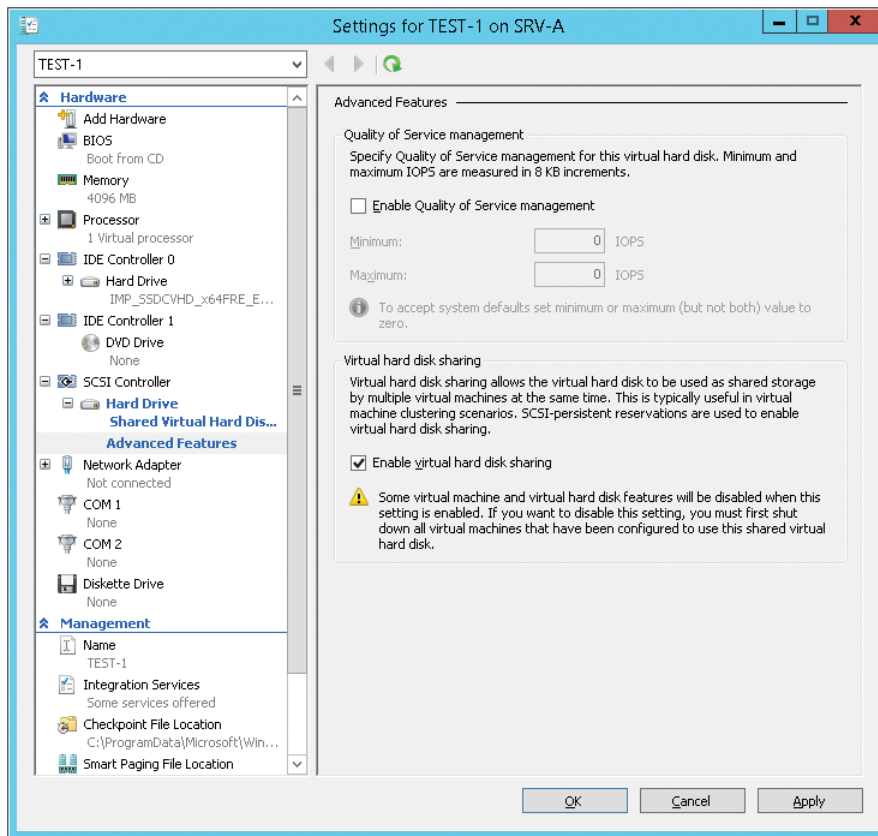 Settings for TEST-1 on SRV-A
TEST-1
Hardware
Add Hardware
BIOS
Boot from CD
Memory
4096 MB
Processor
1 Virtual processor
IDE Controller 0
Hard Drive
IMP_SSDCVHD_x64FRE_E...
IDE Controller 1
DVD Drive
None
SCSI Controller
Hard Drive
Shared Virtual Hard Dis...
Advanced Features
Network Adapter
Not connected
COM 1
None
COM 2
None
Diskette Drive
None
Management
Name
TEST-1
Integration Services
Some services offered
Checkpoint File Location
C:\ProgramData\Microsoft\Win...
Smart Paging File Location
Advanced Features
Quality of Service management
Specify Quality of Service management for this virtual hard disk. Minimum and
maximum IOPS are measured in 8 KB increments.
Enable Quality of Service management
Minimum: 0 IOPS
Maximum: 0 IOPS
To accept system defaults set minimum or maximum (but not both) value to
zero.
Virtual hard disk sharing
Virtual hard disk sharing allows the virtual hard disk to be used as shared storage
by multiple virtual machines at the same time. This is typically useful in virtual
machine clustering scenarios. SCSI-persistent reservations are used to enable
virtual hard disk sharing.
Enable virtual hard disk sharing
Some virtual machine and virtual hard disk features will be disabled when this
setting is enabled. If you want to disable this setting, you must first shut
down all virtual machines that have been configured to use this shared virtual
hard disk.
OK
Cancel
Apply